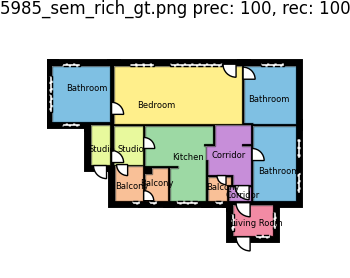 5985_sem_rich_gt.png prec: 100, rec: 100
Bathroom
Bedroom
Bathroom
Studio
Studio
Kitchen
Corridor
Bathroom
Balcony
Balcony
Balcony
Corridor
Living Room